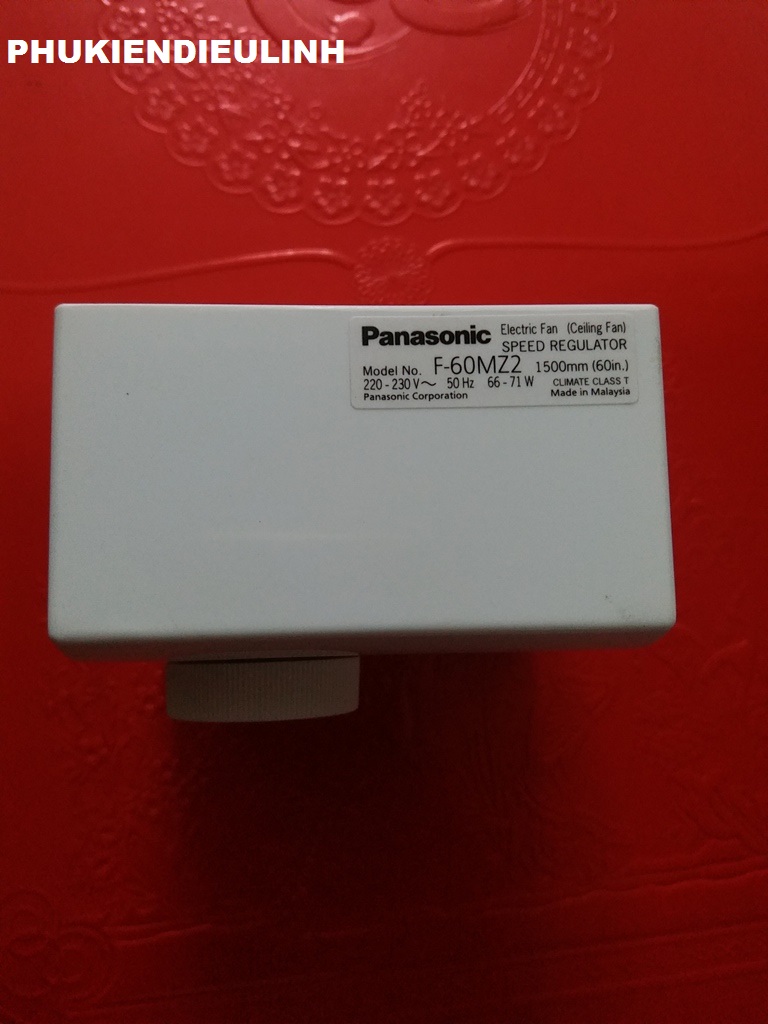 PHUKIENDIEULINH
Panasonic Electric Fan (Ceiling Fan)
SPEED REGULATOR
Model No. F-60MZ2 1500mm (60in.)
220 - 230 V～ 50 Hz 66 - 71 W CLIMATE CLASS T
Panasonic Corporation Made in Malaysia